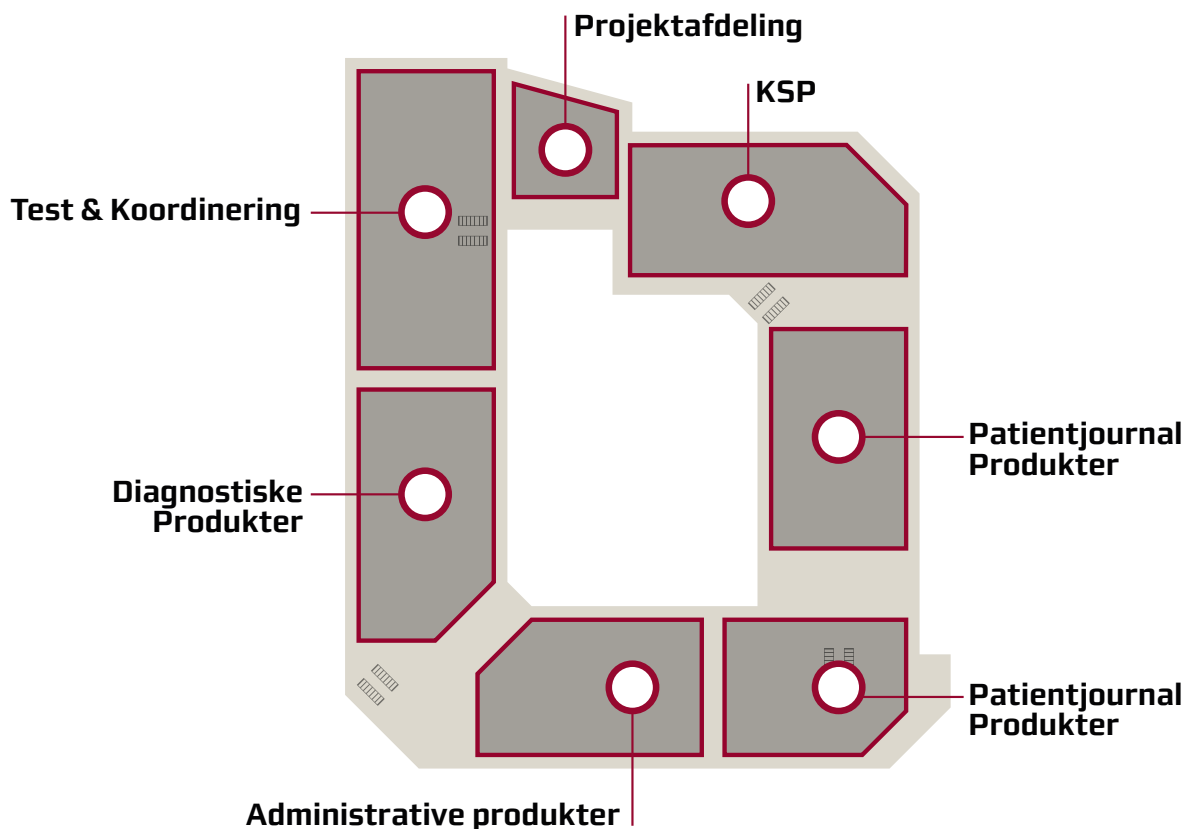 Projektafdeling
KSP
Test & Koordinering
Patientjournal
Produkter
Diagnostiske
Produkter
Patientjournal
Produkter
Administrative produkter